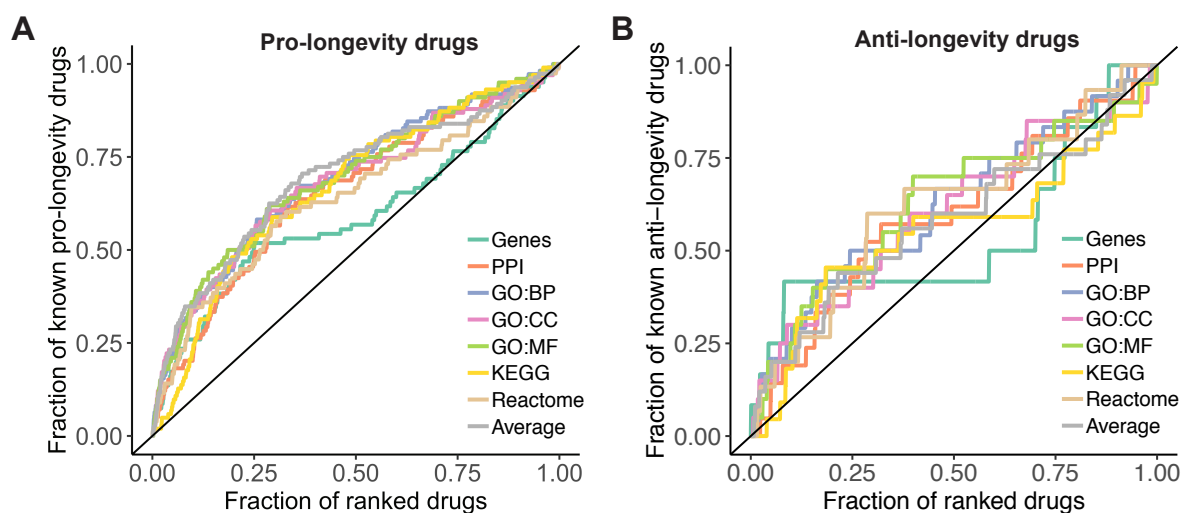 A
Pro-longevity drugs
Fraction of known pro-longevity drugs
1.00
0.75
0.50
0.25
0.00
Genes
PPI
GO:BP
GO:CC
GO:MF
KEGG
Reactome
Average
0.00 0.25 0.50 0.75 1.00
Fraction of ranked drugs
B
Anti-longevity drugs
Fraction of known anti−longevity drugs
1.00
0.75
0.50
0.25
0.00
Genes
PPI
GO:BP
GO:CC
GO:MF
KEGG
Reactome
Average
0.00 0.25 0.50 0.75 1.00
Fraction of ranked drugs